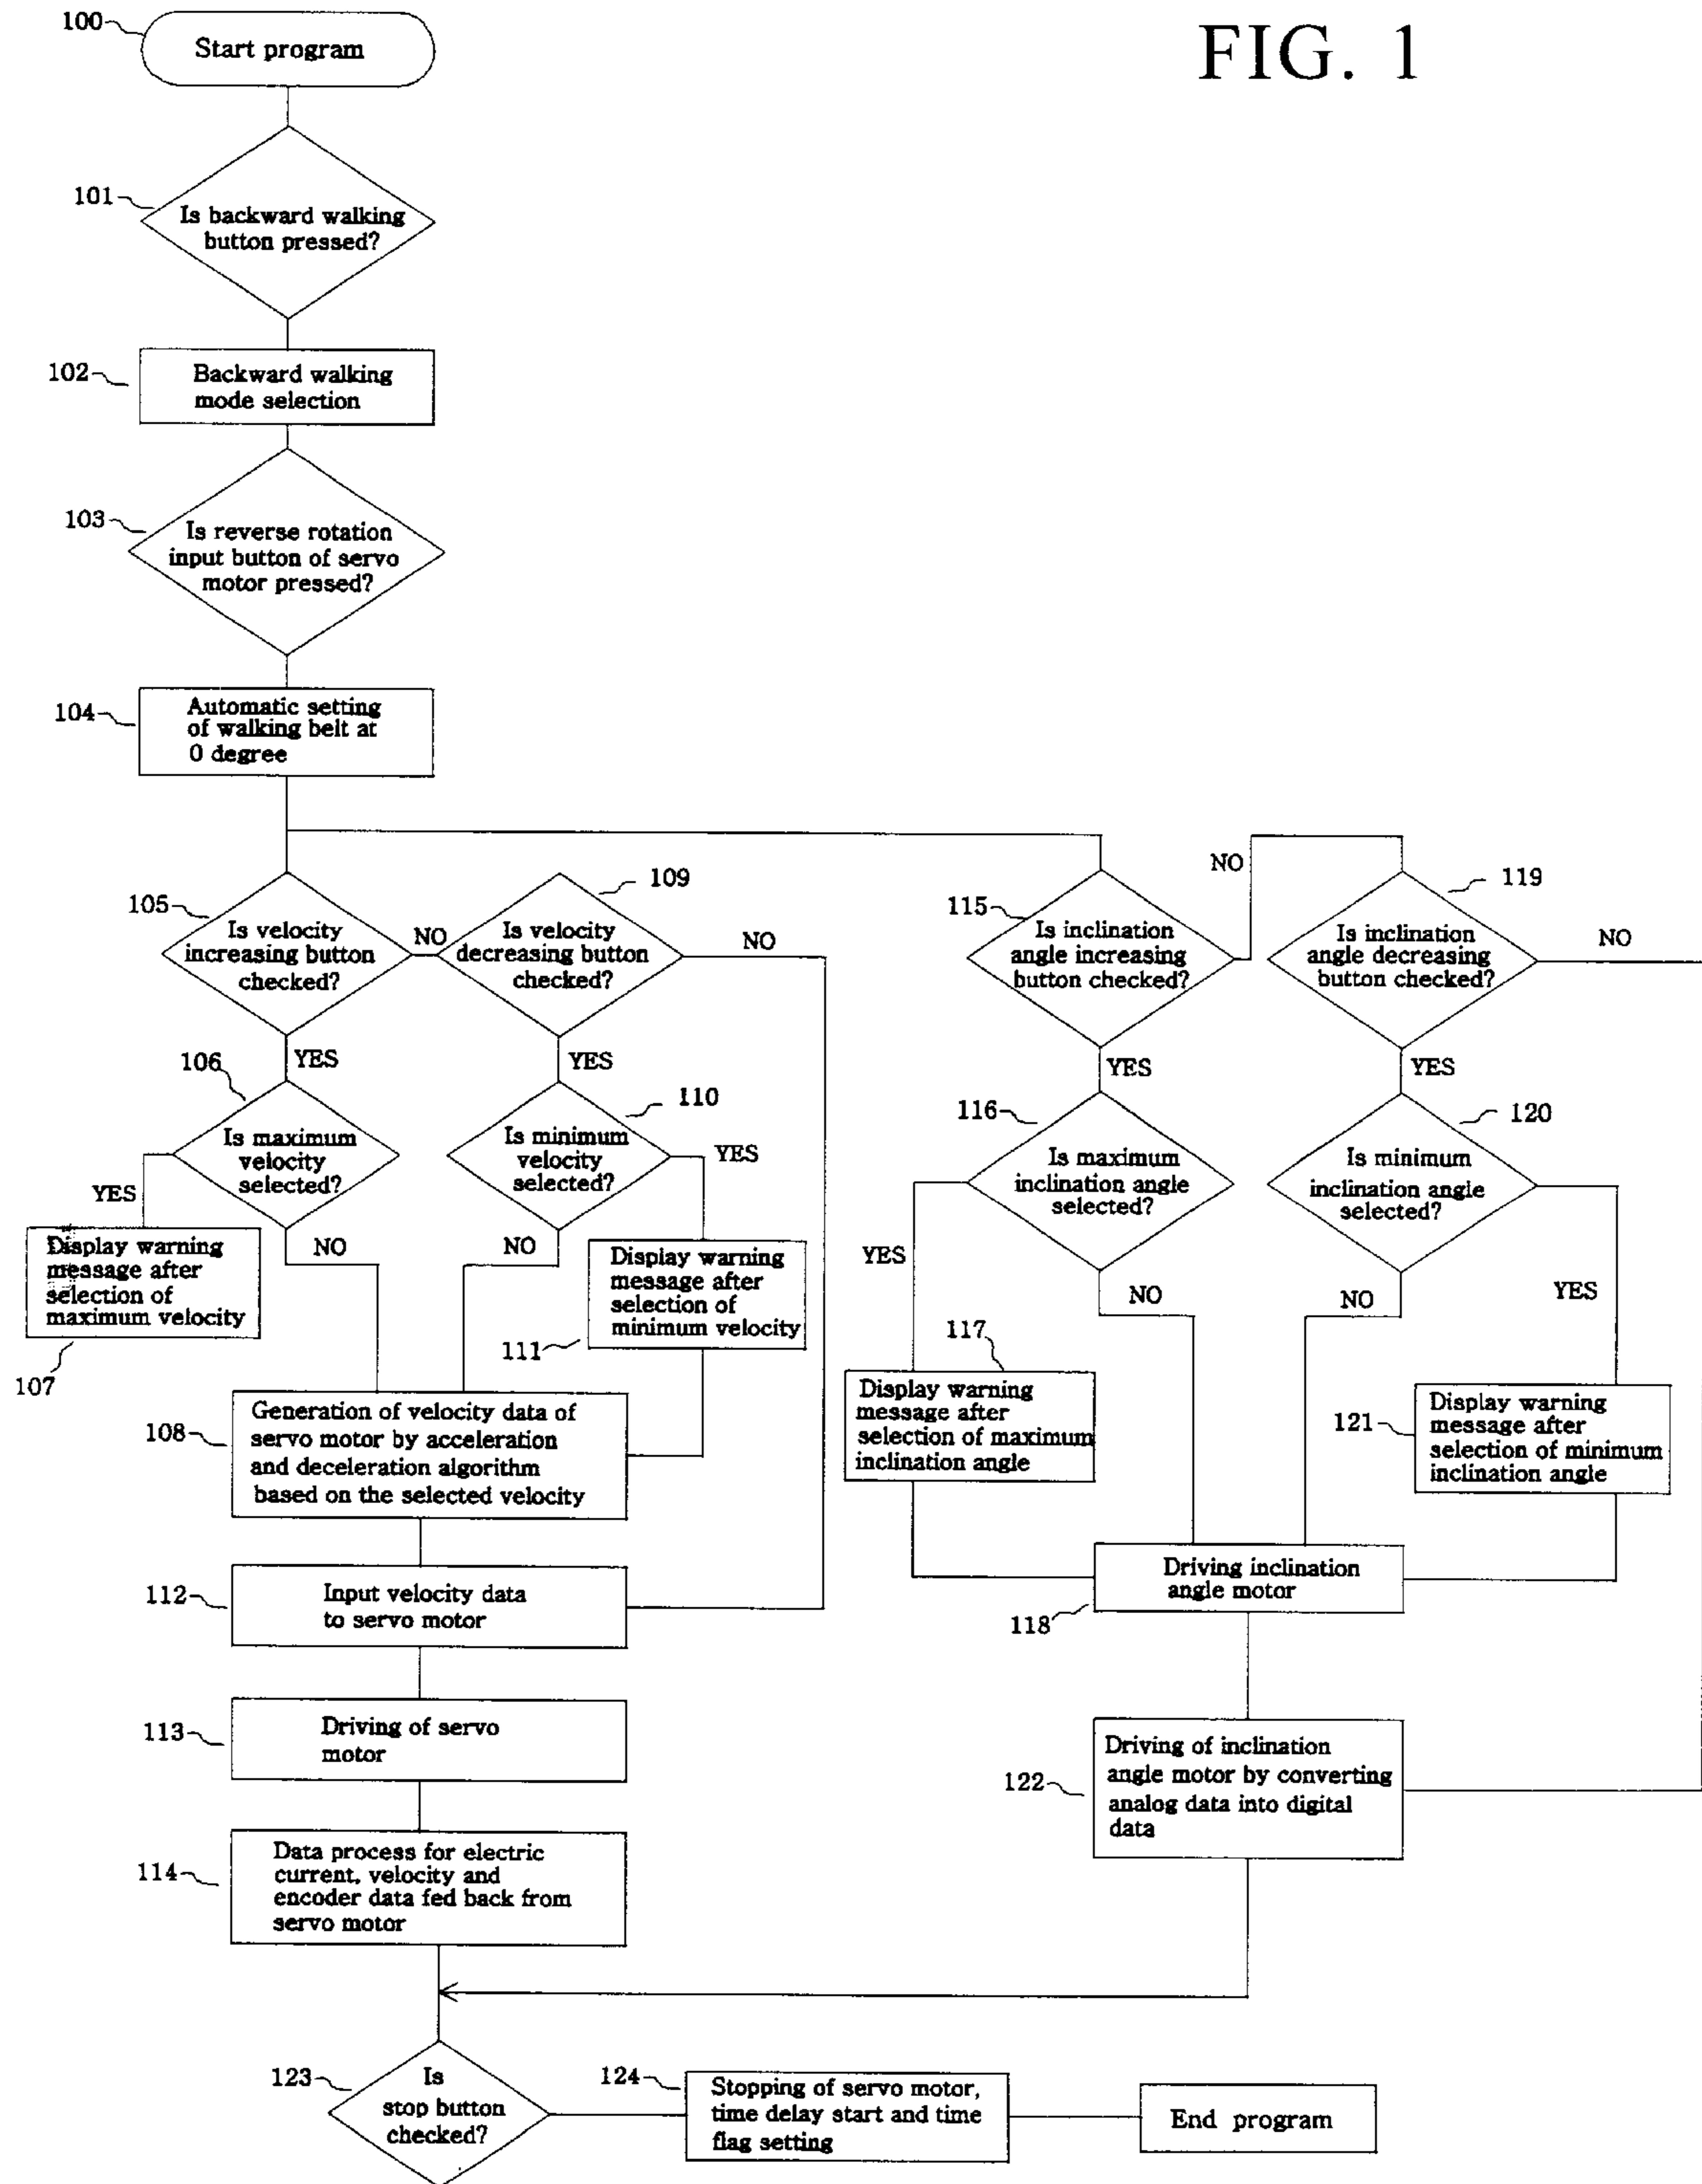 FIG. 1
100
Start program
101
Is backward walking
button pressed?
102
Backward walking
mode selection
103
Is reverse rotation
input button of servo
motor pressed?
104
Automatic setting
of walking belt at
0 degree
105
Is velocity
increasing button
checked?
NO
109
Is velocity
decreasing button
checked?
NO
115
Is inclination
angle increasing
button checked?
NO
119
Is inclination
angle decreasing
button checked?
NO
YES
YES
YES
YES
106
Is maximum
velocity
selected?
YES
NO
110
Is minimum
velocity
selected?
YES
NO
116
Is maximum
inclination angle
selected?
YES
NO
120
Is minimum
inclination angle
selected?
YES
NO
Display warning
message after
selection of
maximum velocity
107
Display warning
message after
selection of
minimum velocity
111
117
Display warning
message after
selection of maximum
inclination angle
121
Display warning
message after
selection of minimum
inclination angle
108
Generation of velocity data of
servo motor by acceleration
and deceleration algorithm
based on the selected velocity
112
Input velocity data
to servo motor
Driving inclination
angle motor
118
113
Driving of servo
motor
122
Driving of inclination
angle motor by converting
analog data into digital
data
114
Data process for electric
current, velocity and
encoder data fed back from
servo motor
123
Is
stop button
checked?
124
Stopping of servo motor,
time delay start and time
flag setting
End program